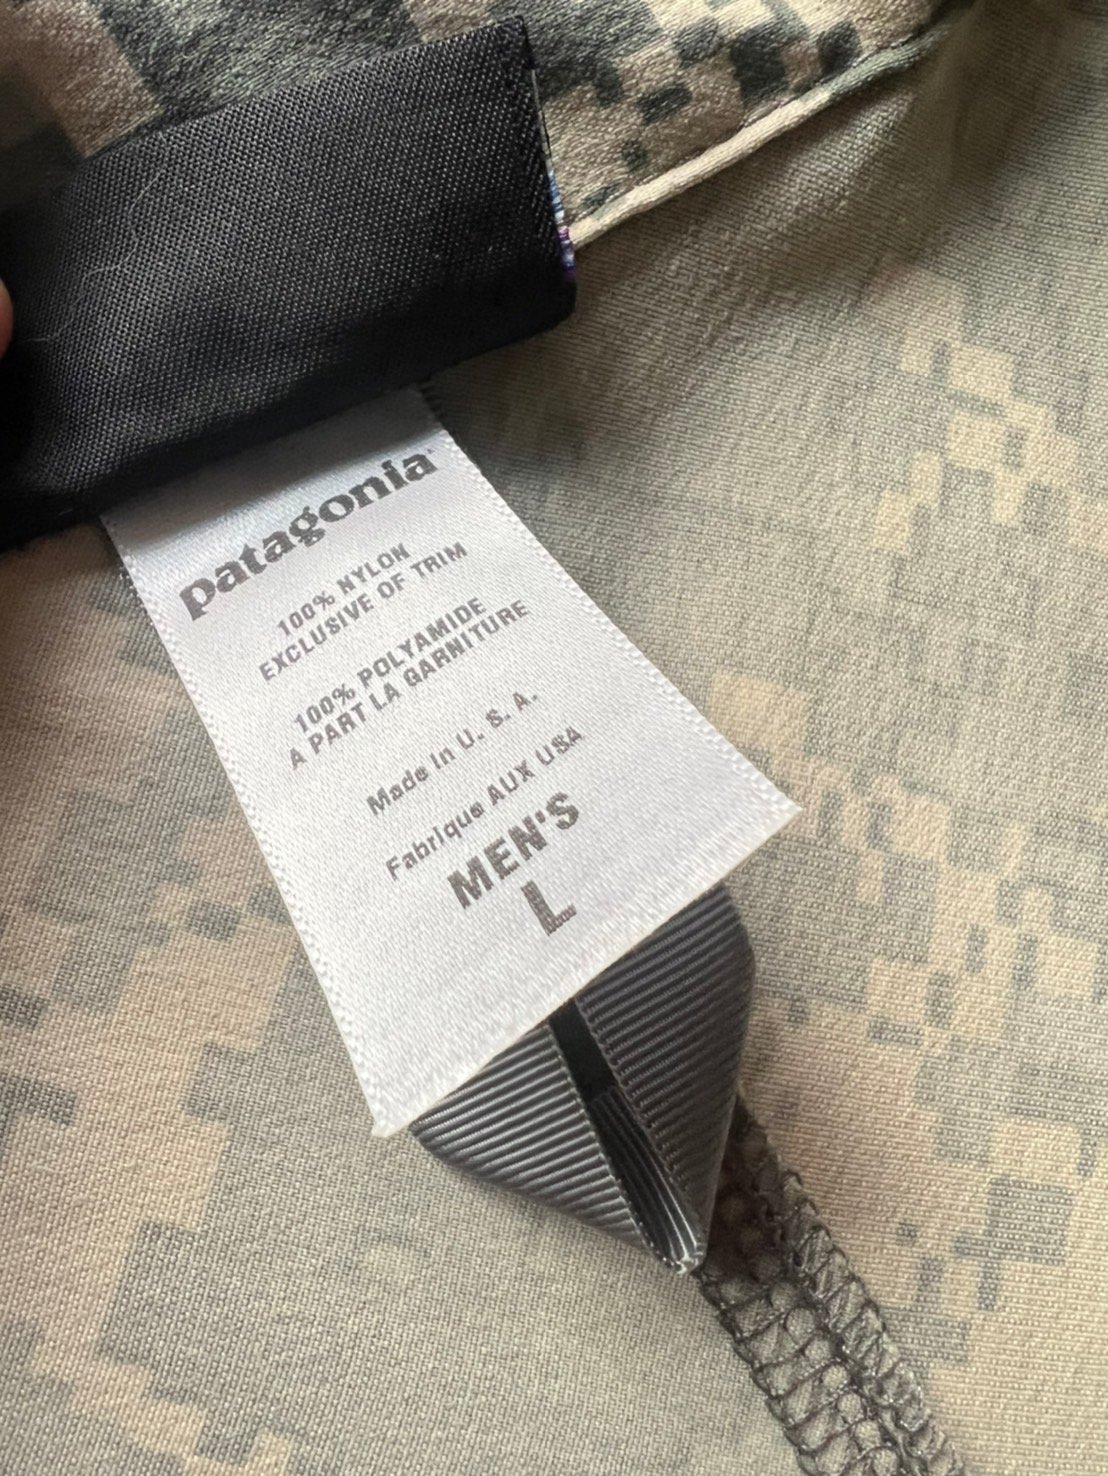 patagonia
100% NYLON
EXCLUSIVE OF TRIM
100% POLYAMIDE
A PART LA GARNITURE
Made in U. S. A.
Fabrique AUX USA
MEN'S
L